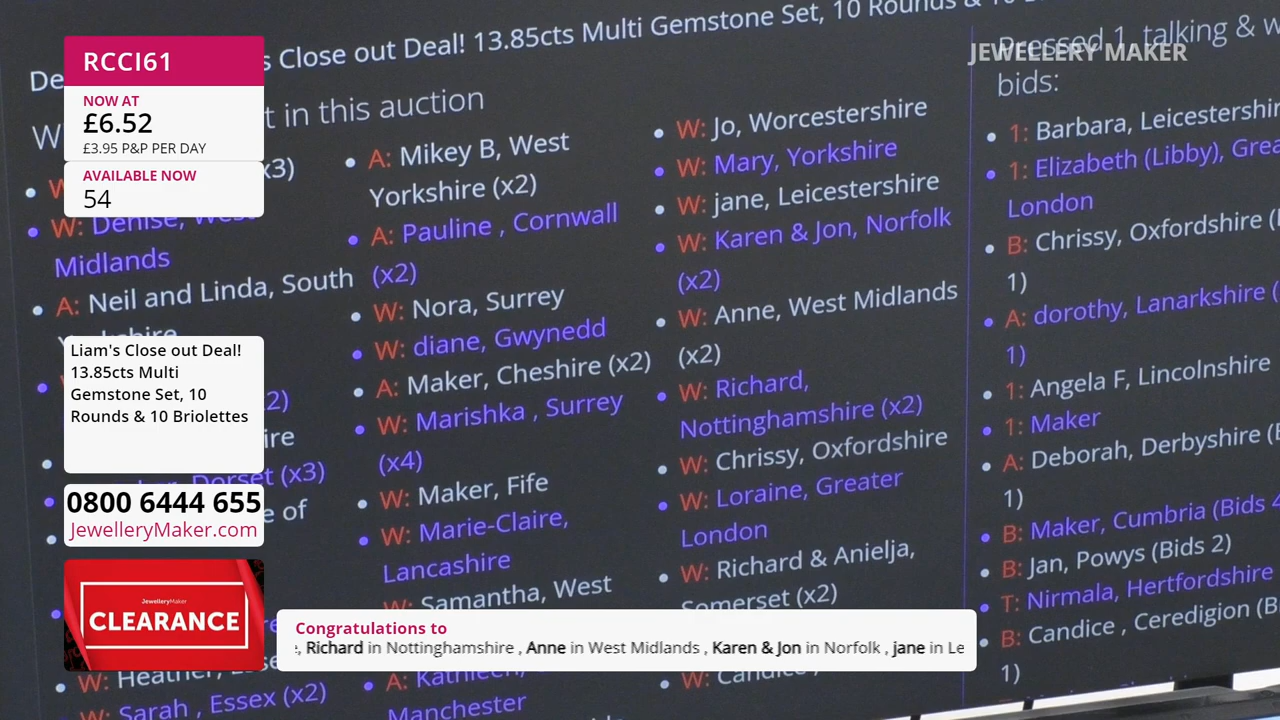 De
s Close out Deal! 13.85cts Multi Gemstone Set, 10 Rounds &
JEWELLERY MAKER
RCCI61
NOW AT
£6.52
£3.95 P&P PER DAY
AVAILABLE NOW
54
Liam's Close out Deal!
13.85cts Multi
Gemstone Set, 10
Rounds & 10 Briolettes
0800 6444 655
JewelleryMaker.com
JewelleryMaker
CLEARANCE
t in this auction
x3)
W: Denise, West
Midlands
A: Neil and Linda, South
Dorset (x3)
e of
W: Heather,
W: Sarah , Essex (x2)
A: Mikey B, West
Yorkshire (x2)
A: Pauline , Cornwall
(x2)
W: Nora, Surrey
W: diane, Gwynedd
A: Maker, Cheshire (x2)
W: Marishka , Surrey
(x4)
W: Maker, Fife
W: Marie-Claire,
Lancashire
W: Samantha, West
A: Kathleen,
Manchester
W: Jo, Worcestershire
W: Mary, Yorkshire
W: jane, Leicestershire
W: Karen & Jon, Norfolk
(x2)
W: Anne, West Midlands
(x2)
W: Richard,
Nottinghamshire (x2)
W: Chrissy, Oxfordshire
W: Loraine, Greater
London
W: Richard & Anielja,
Somerset (x2)
Pressed 1, talking & w
bids:
1: Barbara, Leicestershir
1: Elizabeth (Libby), Grea
London
B: Chrissy, Oxfordshire (
1)
A: dorothy, Lanarkshire (
1)
1: Angela F, Lincolnshire
1: Maker
A: Deborah, Derbyshire (
1)
B: Maker, Cumbria (Bids
B: Jan, Powys (Bids 2)
T: Nirmala, Hertfordshire
B: Candice , Ceredigion (B
1)
Congratulations to
, Richard in Nottinghamshire , Anne in West Midlands , Karen & Jon in Norfolk , jane in Le